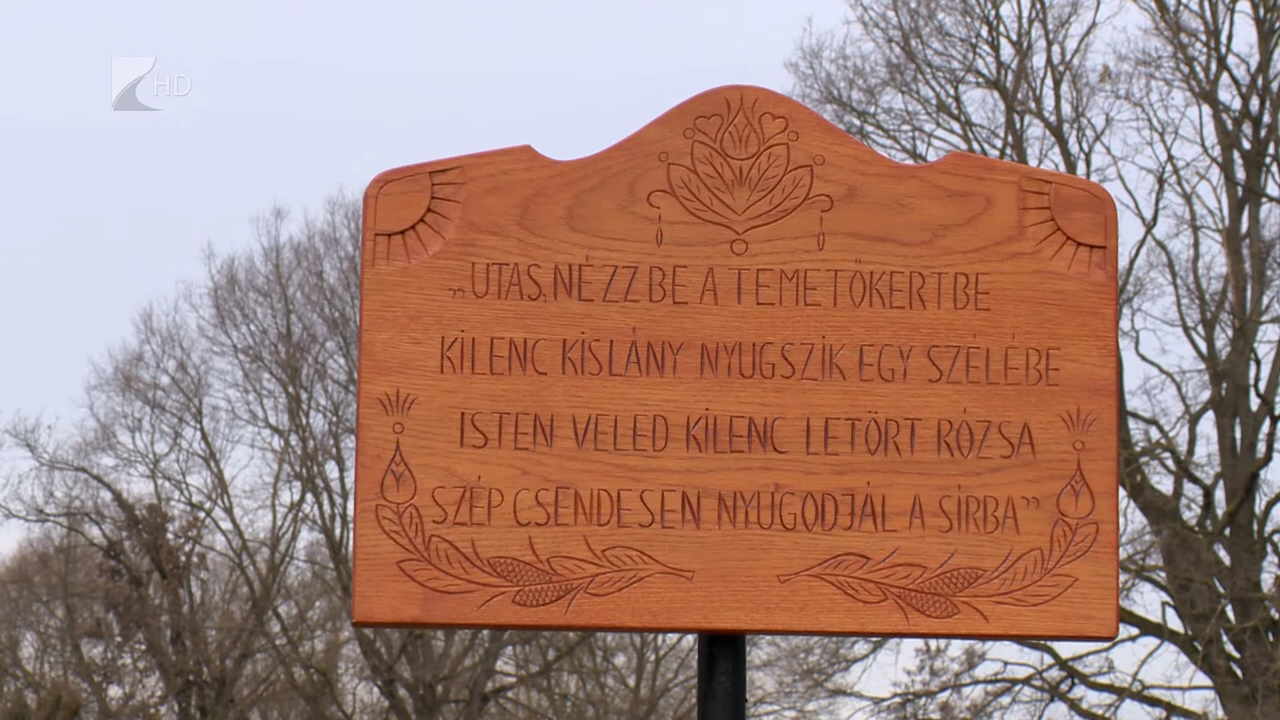 HD
„UTAS, NÉZZ BE A TEMETŐKERTBE
KILENC KISLÁNY NYUGSZIK EGY SZÉLÉBE
ISTEN VELED KILENC LETÖRT RÓZSA
SZÉP CSENDESEN NYUGODJÁL A SÍRBA”